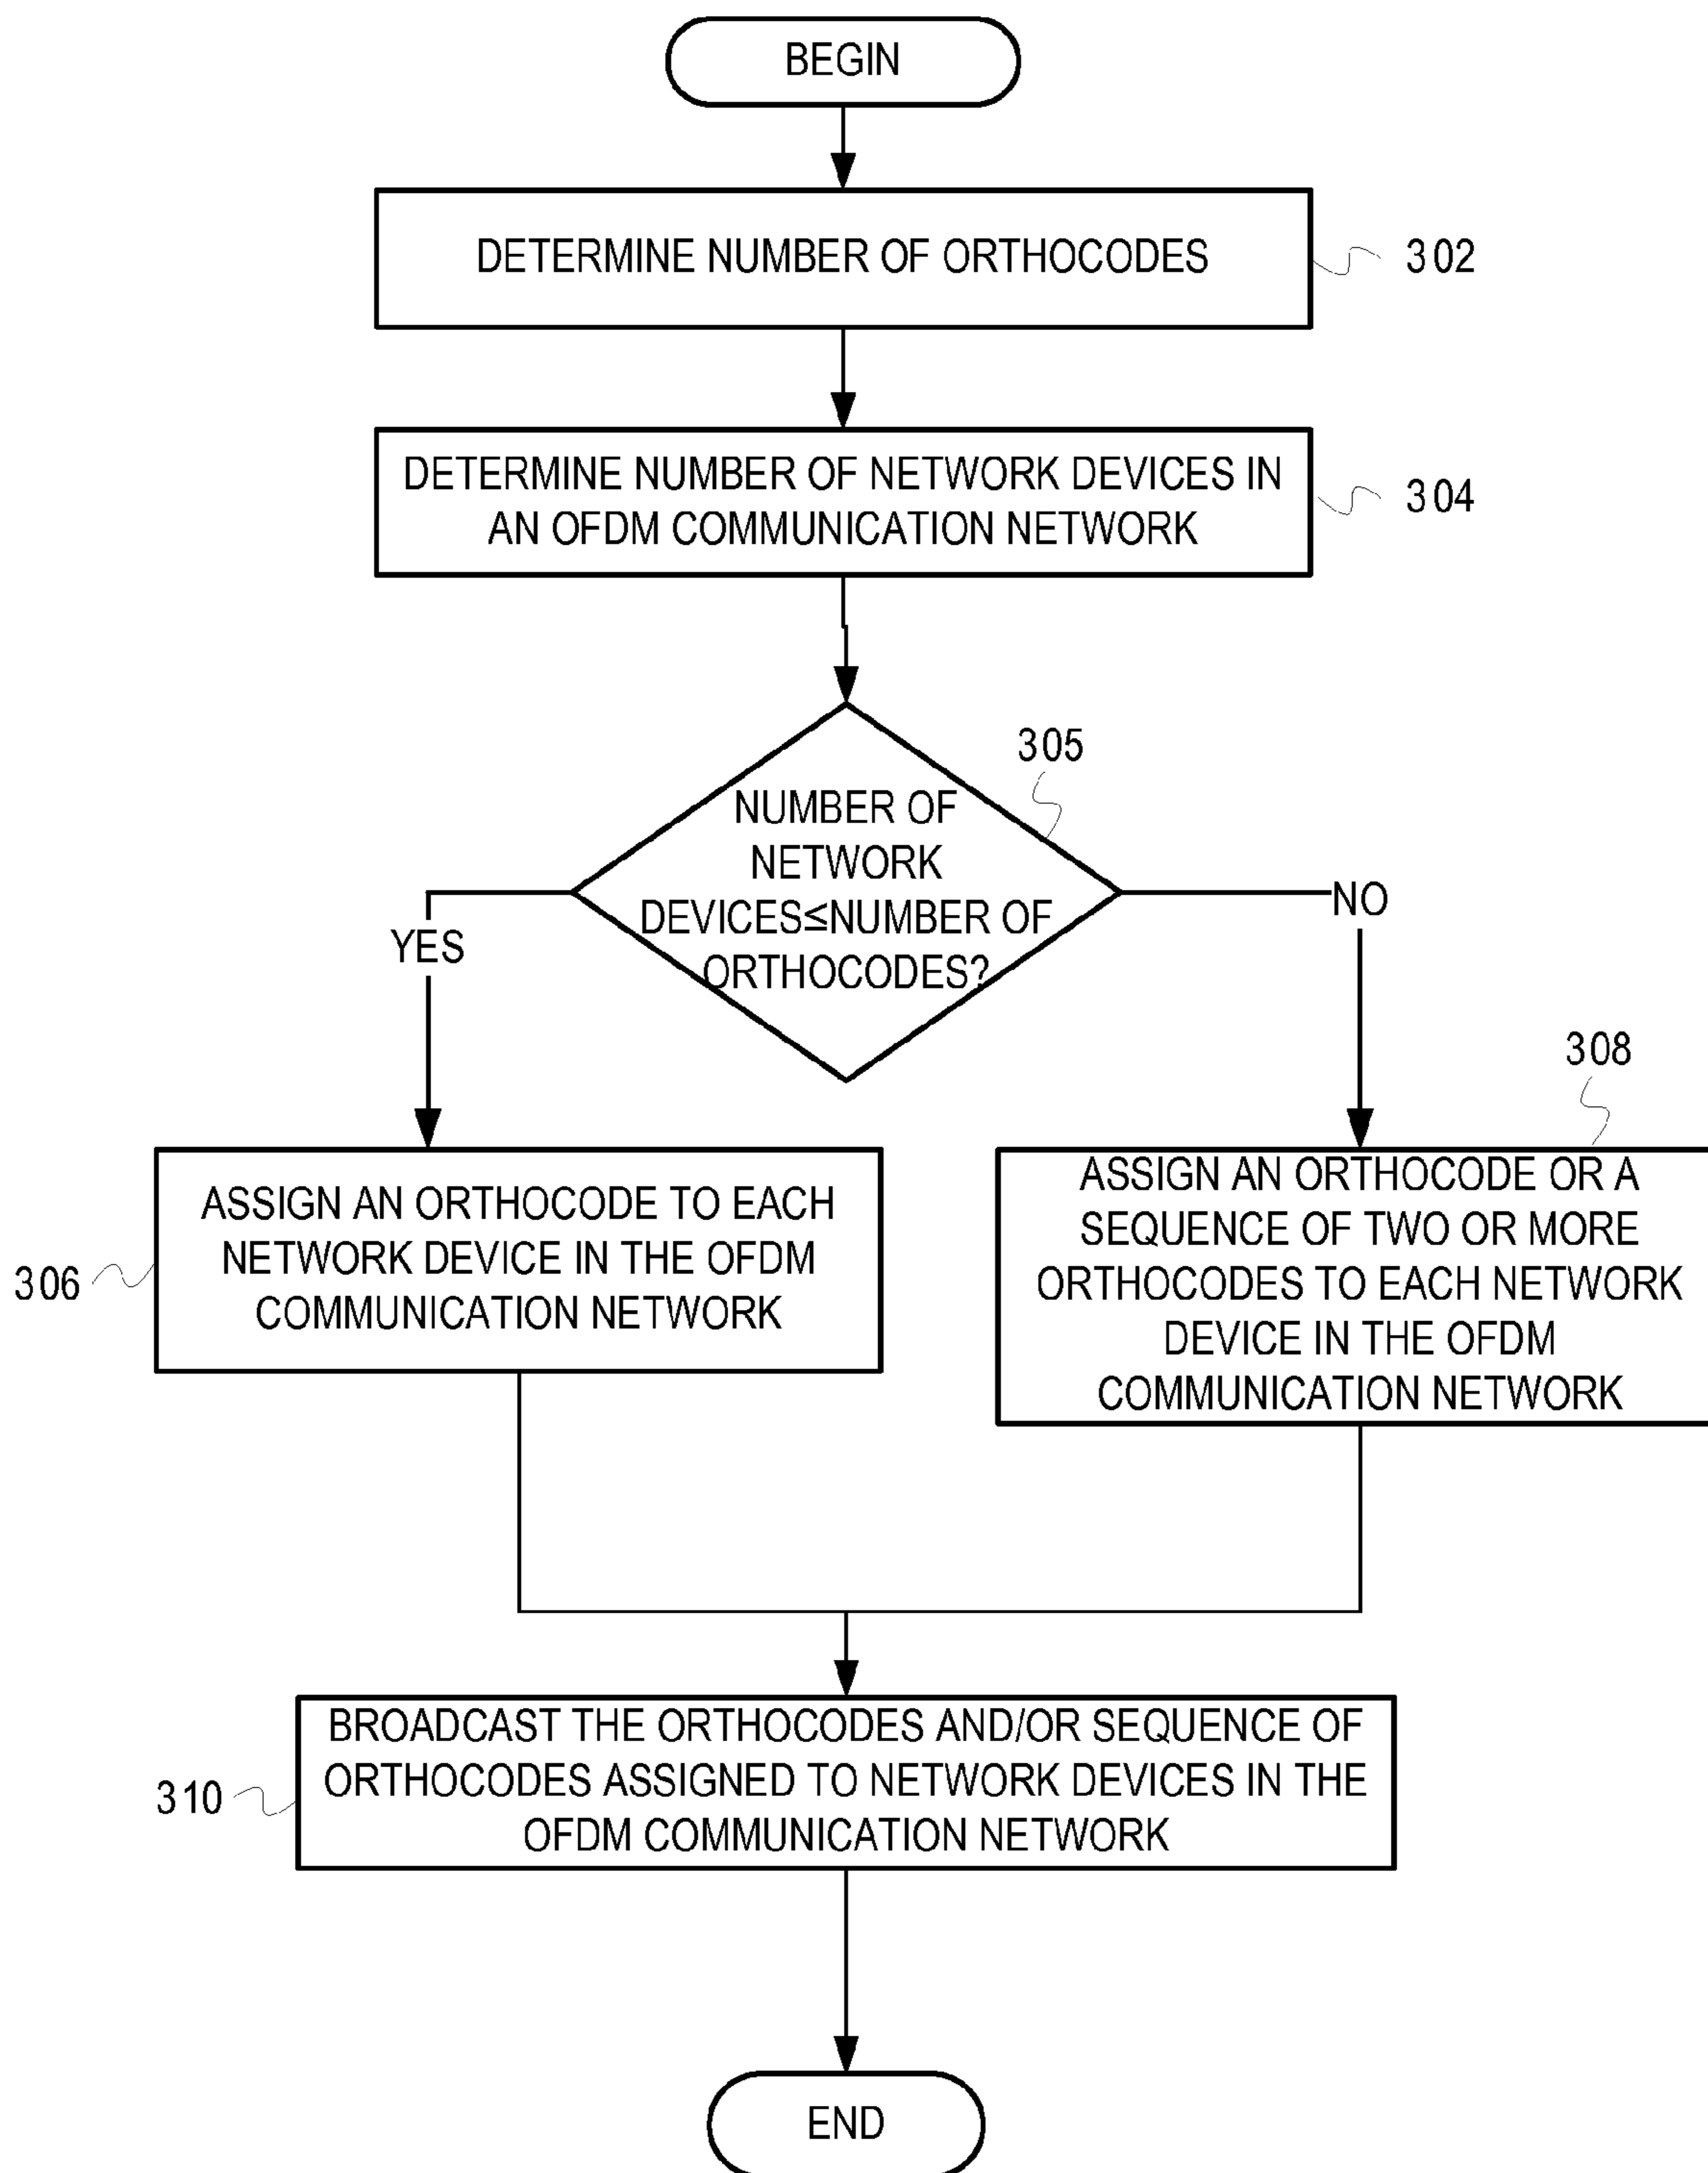 BEGIN
DETERMINE NUMBER OF ORTHOCODES
302
DETERMINE NUMBER OF NETWORK DEVICES IN
AN OFDM COMMUNICATION NETWORK
304
305
NUMBER OF
NETWORK
DEVICES≤NUMBER OF
ORTHOCODES?
YES
NO
306
ASSIGN AN ORTHOCODE TO EACH
NETWORK DEVICE IN THE OFDM
COMMUNICATION NETWORK
308
ASSIGN AN ORTHOCODE OR A
SEQUENCE OF TWO OR MORE
ORTHOCODES TO EACH NETWORK
DEVICE IN THE OFDM
COMMUNICATION NETWORK
310
BROADCAST THE ORTHOCODES AND/OR SEQUENCE OF
ORTHOCODES ASSIGNED TO NETWORK DEVICES IN THE
OFDM COMMUNICATION NETWORK
END